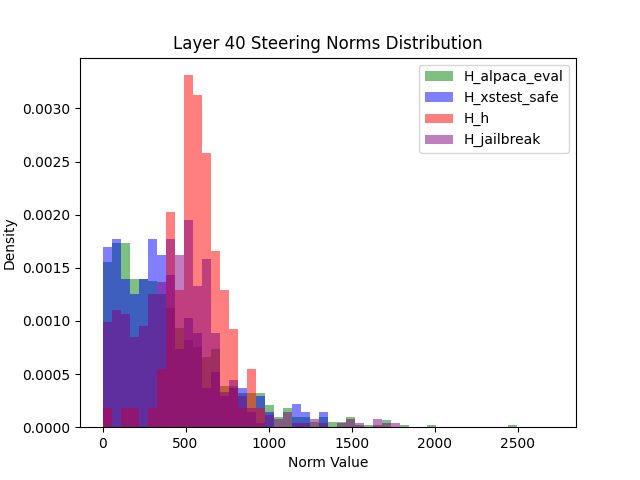 Layer 40 Steering Norms Distribution
H_alpaca_eval
H_xstest_safe
H_h
H_jailbreak
0.0030
0.0025
0.0020
0.0015
0.0010
0.0005
0.0000
Density
0 500 1000 1500 2000 2500
Norm Value